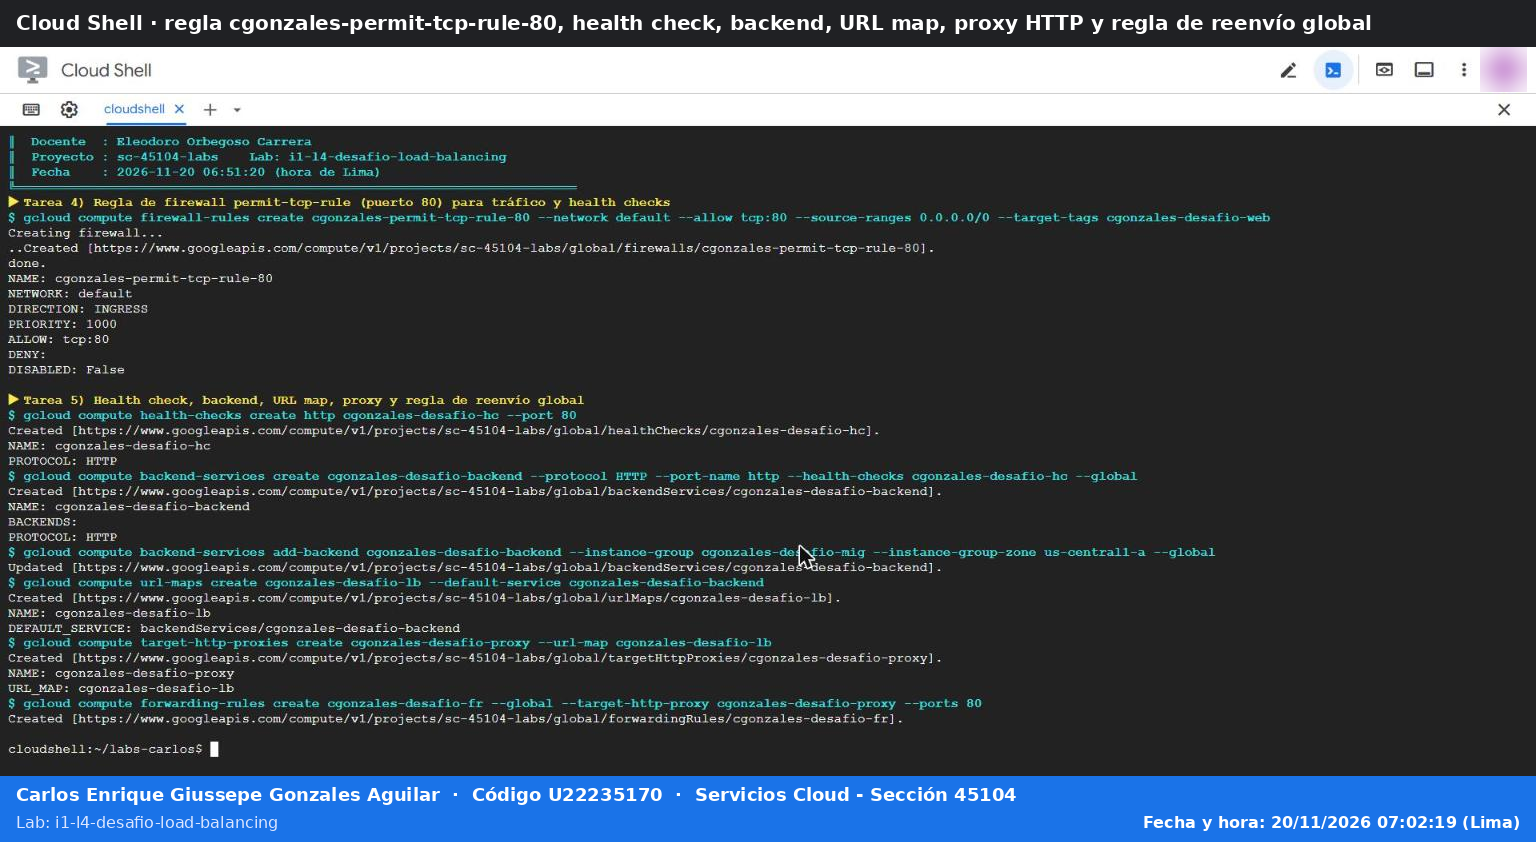 Cloud Shell · regla cgonzales-permit-tcp-rule-80, health check, backend, URL map, proxy HTTP y regla de reenvío global
Cloud Shell
cloudshell
║  Docente  : Eleodoro Orbegoso Carrera
║  Proyecto : sc-45104-labs    Lab: i1-l4-desafio-load-balancing
║  Fecha    : 2026-11-20 06:51:20 (hora de Lima)
▶ Tarea 4) Regla de firewall permit-tcp-rule (puerto 80) para tráfico y health checks
$ gcloud compute firewall-rules create cgonzales-permit-tcp-rule-80 --network default --allow tcp:80 --source-ranges 0.0.0.0/0 --target-tags cgonzales-desafio-web
Creating firewall...
..Created [https://www.googleapis.com/compute/v1/projects/sc-45104-labs/global/firewalls/cgonzales-permit-tcp-rule-80].
done.
NAME: cgonzales-permit-tcp-rule-80
NETWORK: default
DIRECTION: INGRESS
PRIORITY: 1000
ALLOW: tcp:80
DENY:
DISABLED: False
▶ Tarea 5) Health check, backend, URL map, proxy y regla de reenvío global
$ gcloud compute health-checks create http cgonzales-desafio-hc --port 80
Created [https://www.googleapis.com/compute/v1/projects/sc-45104-labs/global/healthChecks/cgonzales-desafio-hc].
NAME: cgonzales-desafio-hc
PROTOCOL: HTTP
$ gcloud compute backend-services create cgonzales-desafio-backend --protocol HTTP --port-name http --health-checks cgonzales-desafio-hc --global
Created [https://www.googleapis.com/compute/v1/projects/sc-45104-labs/global/backendServices/cgonzales-desafio-backend].
NAME: cgonzales-desafio-backend
BACKENDS:
PROTOCOL: HTTP
$ gcloud compute backend-services add-backend cgonzales-desafio-backend --instance-group cgonzales-desafio-mig --instance-group-zone us-central1-a --global
Updated [https://www.googleapis.com/compute/v1/projects/sc-45104-labs/global/backendServices/cgonzales-desafio-backend].
$ gcloud compute url-maps create cgonzales-desafio-lb --default-service cgonzales-desafio-backend
Created [https://www.googleapis.com/compute/v1/projects/sc-45104-labs/global/urlMaps/cgonzales-desafio-lb].
NAME: cgonzales-desafio-lb
DEFAULT_SERVICE: backendServices/cgonzales-desafio-backend
$ gcloud compute target-http-proxies create cgonzales-desafio-proxy --url-map cgonzales-desafio-lb
Created [https://www.googleapis.com/compute/v1/projects/sc-45104-labs/global/targetHttpProxies/cgonzales-desafio-proxy].
NAME: cgonzales-desafio-proxy
URL_MAP: cgonzales-desafio-lb
$ gcloud compute forwarding-rules create cgonzales-desafio-fr --global --target-http-proxy cgonzales-desafio-proxy --ports 80
Created [https://www.googleapis.com/compute/v1/projects/sc-45104-labs/global/forwardingRules/cgonzales-desafio-fr].
cloudshell:~/labs-carlos$
Carlos Enrique Giussepe Gonzales Aguilar · Código U22235170 · Servicios Cloud - Sección 45104
Lab: i1-l4-desafio-load-balancing
Fecha y hora: 20/11/2026 07:02:19 (Lima)